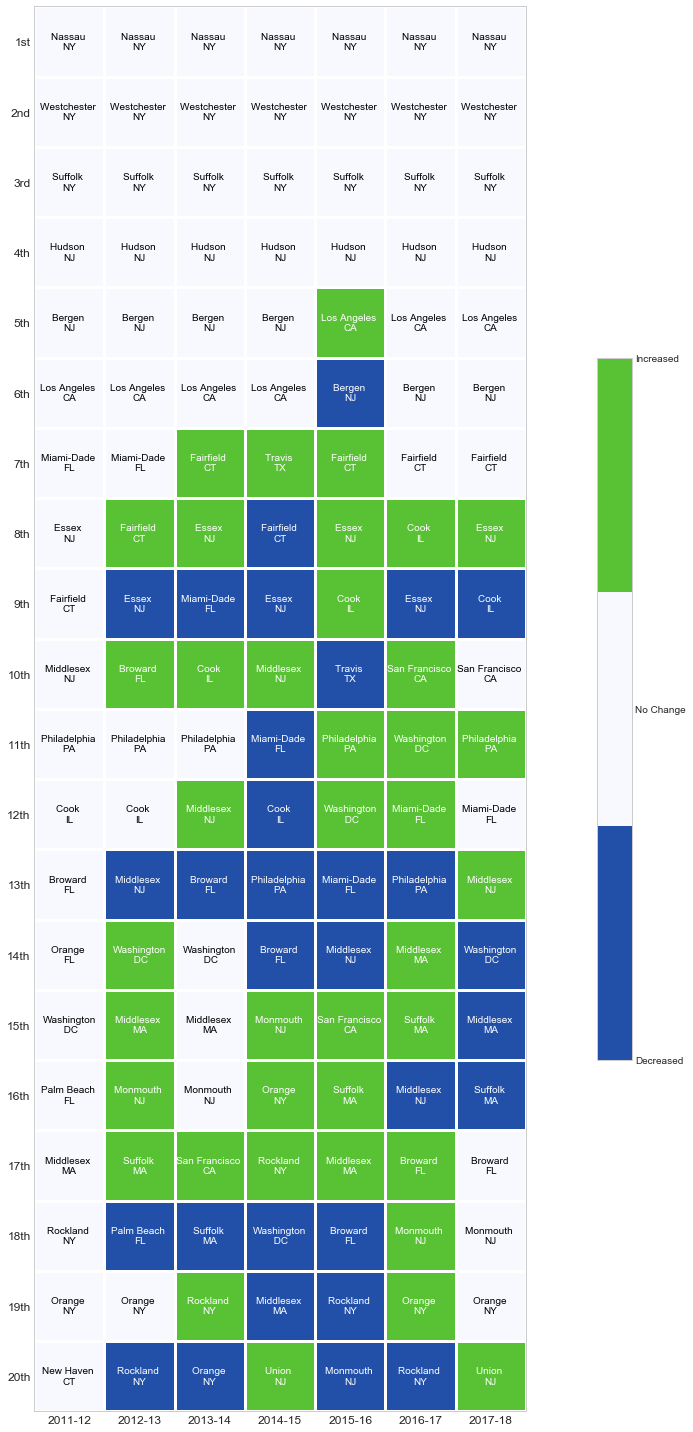 1st
Nassau Nassau Nassau Nassau Nassau Nassau Nassau
NY NY NY NY NY NY NY
2nd
Westchester Westchester Westchester Westchester Westchester Westchester Westchester
NY NY NY NY NY NY NY
3rd
Suffolk Suffolk Suffolk Suffolk Suffolk Suffolk Suffolk
NY NY NY NY NY NY NY
4th
Hudson Hudson Hudson Hudson Hudson Hudson Hudson
NJ NJ NJ NJ NJ NJ NJ
5th
Bergen Bergen Bergen Bergen Los Angeles Los Angeles Los Angeles
NJ NJ NJ NJ CA CA CA
6th
Los Angeles Los Angeles Los Angeles Los Angeles Bergen Bergen Bergen
CA CA CA CA NJ NJ NJ
7th
Miami-Dade Miami-Dade Fairfield Travis Fairfield Fairfield Fairfield
FL FL CT TX CT CT CT
8th
Essex Fairfield Essex Fairfield Essex Cook Essex
NJ CT NJ CT NJ IL NJ
9th
Fairfield Essex Miami-Dade Essex Cook Essex Cook
CT NJ FL NJ IL NJ IL
10th
Middlesex Broward Cook Middlesex Travis San Francisco San Francisco
NJ FL IL NJ TX CA CA
11th
Philadelphia Philadelphia Philadelphia Miami-Dade Philadelphia Washington Philadelphia
PA PA PA FL PA DC PA
12th
Cook Cook Middlesex Cook Washington Miami-Dade Miami-Dade
IL IL NJ IL DC FL FL
13th
Broward Middlesex Broward Philadelphia Miami-Dade Philadelphia Middlesex
FL NJ FL PA FL PA NJ
14th
Orange Washington Washington Broward Middlesex Middlesex Washington
FL DC DC FL NJ MA DC
15th
Washington Middlesex Middlesex Monmouth San Francisco Suffolk Middlesex
DC MA MA NJ CA MA MA
16th
Palm Beach Monmouth Monmouth Orange Suffolk Middlesex Suffolk
FL NJ NJ NY MA NJ MA
17th
Middlesex Suffolk San Francisco Rockland Middlesex Broward Broward
MA MA CA NY MA FL FL
18th
Rockland Palm Beach Suffolk Washington Broward Monmouth Monmouth
NY FL MA DC FL NJ NJ
19th
Orange Orange Rockland Middlesex Rockland Orange Orange
NY NY NY MA NY NY NY
20th
New Haven Rockland Orange Union Monmouth Rockland Union
CT NY NY NJ NJ NY NJ
2011-12 2012-13 2013-14 2014-15 2015-16 2016-17 2017-18
Increased
No Change
Decreased